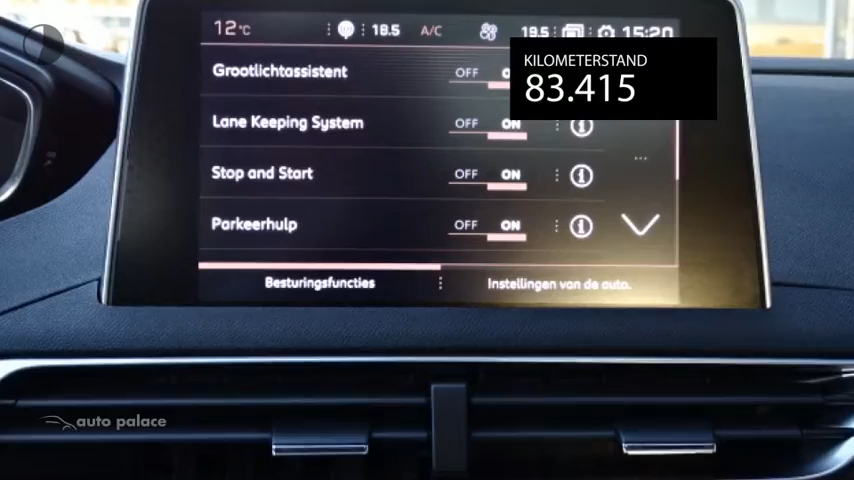 12°C 18.5 A/C 19.5 15:20
KILOMETERSTAND
83.415
Grootlichtassistent OFF
Lane Keeping System OFF ON
Stop and Start OFF ON
Parkeerhulp OFF ON
Besturingsfuncties Instellingen van de auto.
auto palace